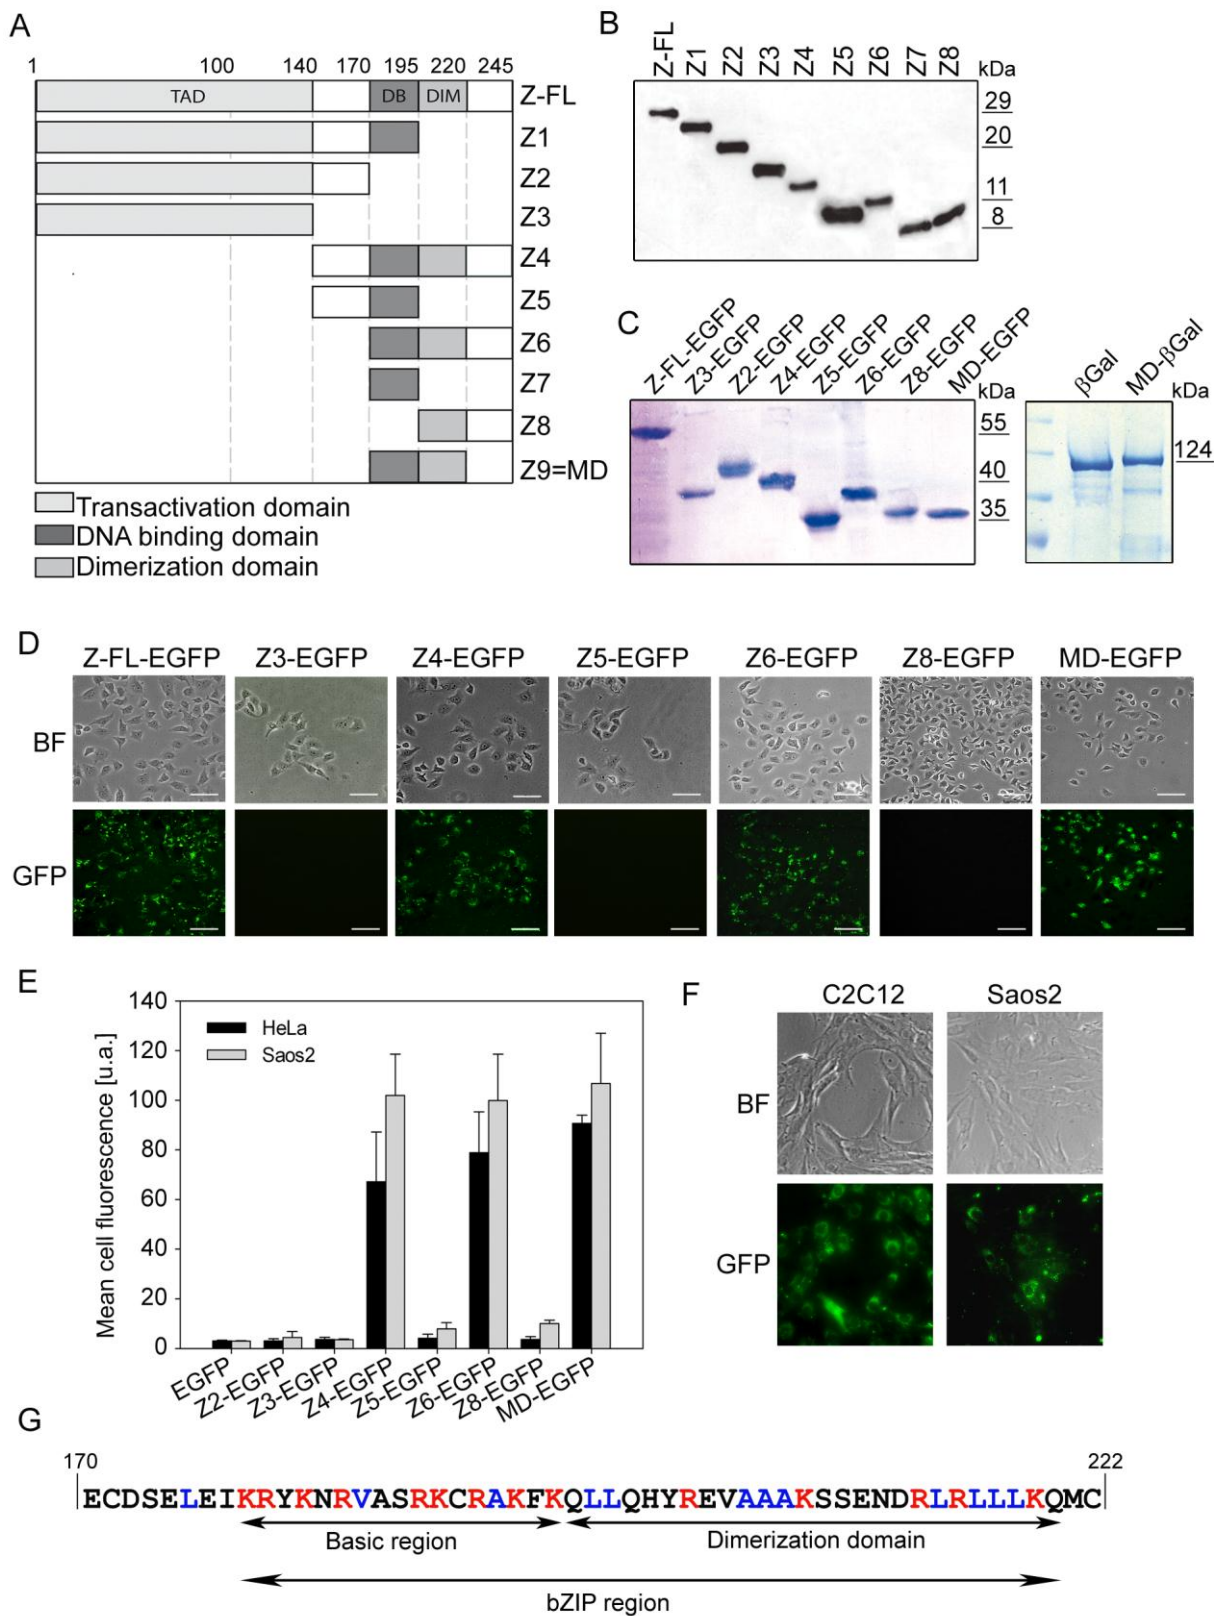 A
1 100 140 170 195 220 245
TAD DB DIM Z-FL
Z1
Z2
Z3
Z4
Z5
Z6
Z7
Z8
Z9=MD
Transactivation domain
DNA binding domain
Dimerization domain
B
Z-FL Z1 Z2 Z3 Z4 Z5 Z6 Z7 Z8 kDa
29
20
11
8
C
Z-FL-EGFP Z3-EGFP Z2-EGFP Z4-EGFP Z5-EGFP Z6-EGFP Z8-EGFP MD-EGFP kDa
55
40
35
βGal MD-βGal kDa
124
D
Z-FL-EGFP Z3-EGFP Z4-EGFP Z5-EGFP Z6-EGFP Z8-EGFP MD-EGFP
BF
GFP
E
Mean cell fluorescence [u.a.]
140
120
100
80
60
40
20
0
HeLa
Saos2
EGFP Z2-EGFP Z3-EGFP Z4-EGFP Z5-EGFP Z6-EGFP Z8-EGFP MD-EGFP
F
C2C12 Saos2
BF
GFP
G
170 222
ECDSELEIKRYKNRVASRKCRAKFKQLLQHYREVAAAKSSENDRLRLLLKQMC
Basic region Dimerization domain
bZIP region